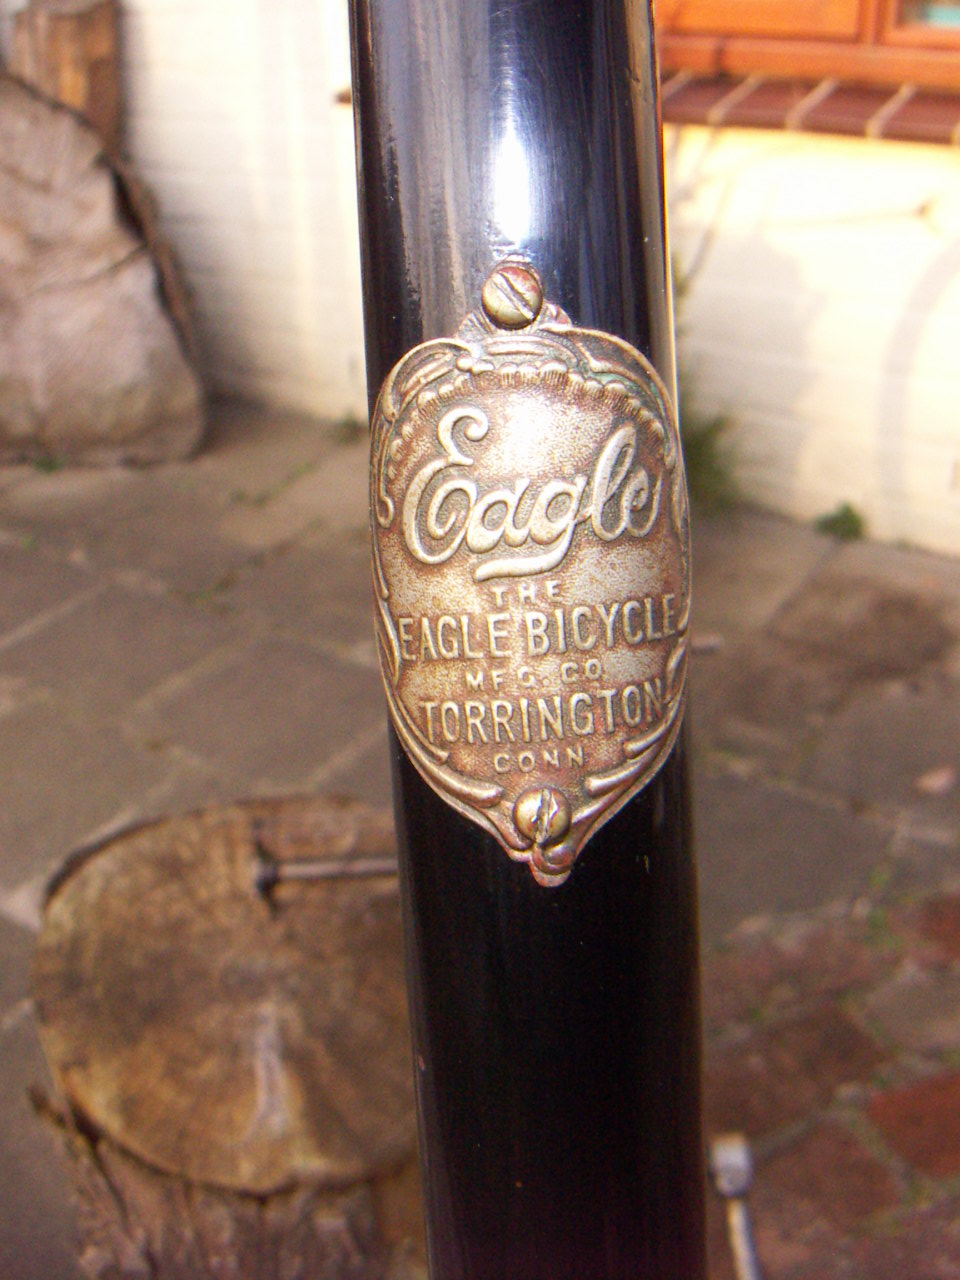 Eagle
THE
EAGLE BICYCLE
MFG. CO
TORRINGTON
CONN